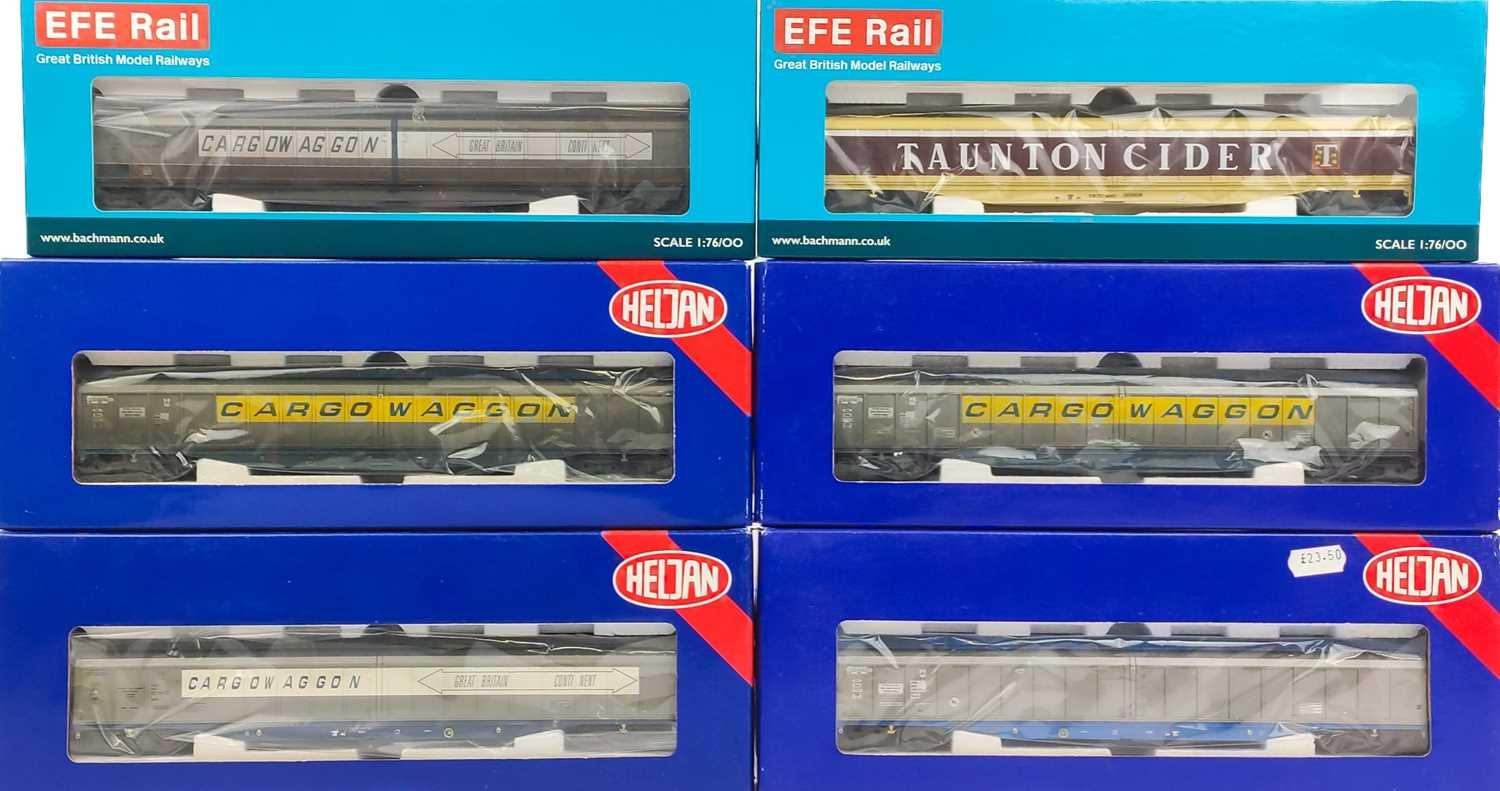 EFE Rail
Great British Model Railways
CARGOWAGGON
GREAT BRITAIN CONTINENT
www.bachmann.co.uk
SCALE 1:76/OO
EFE Rail
Great British Model Railways
TAUNTON CIDER T
www.bachmann.co.uk
SCALE 1:76/OO
HELJAN
CARGOWAGGON
HELJAN
CARGOWAGGON
HELJAN
CARGOWAGGON
GREAT BRITAIN CONTINENT
£23.50
HELJAN